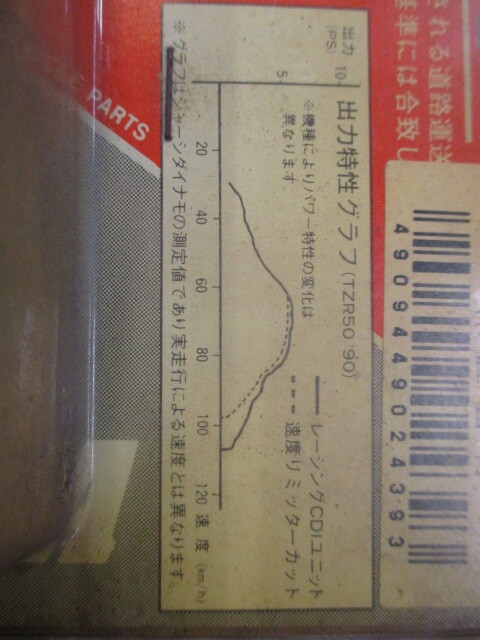 される道路運送
基準には合致し
PARTS
出力特性グラフ(TZR50 '90)
出力
(PS)
10
5
※機種によりパワー特性の変化は
異なります。
レーシングCDIユニット
速度リミッターカット
20 40 60 80 100 120 速度(km/h)
※グラフはシャーシダイナモの測定値であり実走行による速度とは異なります。
4909449024393